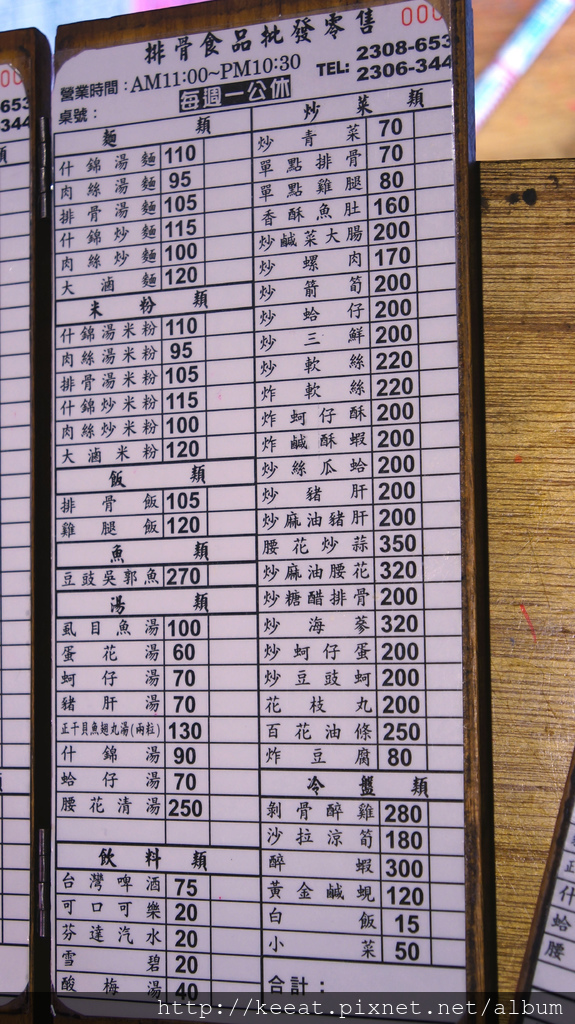 排骨食品批發零售 000
營業時間：AM11:00~PM10:30
TEL: 2308-653
2306-344
桌號：
每週一公休
麵類
什錦湯麵 110
肉絲湯麵 95
排骨湯麵 105
什錦炒麵 115
肉絲炒麵 100
大滷麵 120
米粉類
什錦湯米粉 110
肉絲湯米粉 95
排骨湯米粉 105
什錦炒米粉 115
肉絲炒米粉 100
大滷米粉 120
飯類
排骨飯 105
雞腿飯 120
魚類
豆豉吳郭魚 270
湯類
虱目魚湯 100
蛋花湯 60
蚵仔湯 70
豬肝湯 70
正干貝魚翅丸湯(兩粒) 130
什錦湯 90
蛤仔湯 70
腰花清湯 250
飲料類
台灣啤酒 75
可口可樂 20
芬達汽水 20
雪碧 20
酸梅湯 40
炒菜類
炒青菜 70
單點排骨 70
單點雞腿 80
香酥魚肚 160
炒鹹菜大腸 200
炒螺肉 170
炒箭筍 200
炒蛤仔 200
炒三鮮 200
炒軟絲 220
炸軟絲 220
炸蚵仔酥 200
炸鹹酥蝦 200
炒絲瓜蛤 200
炒豬肝 200
炒麻油豬肝 200
腰花炒蒜 350
炒麻油腰花 320
炒糖醋排骨 200
炒海蔘 320
炒蚵仔蛋 200
炒豆豉蚵 200
花枝丸 200
百花油條 250
炸豆腐 80
冷盤類
剝骨醉雞 280
沙拉涼筍 180
醉蝦 300
黃金鹹蜆 120
白飯 15
小菜 50
合計：
http://keeat.pixnet.net/album